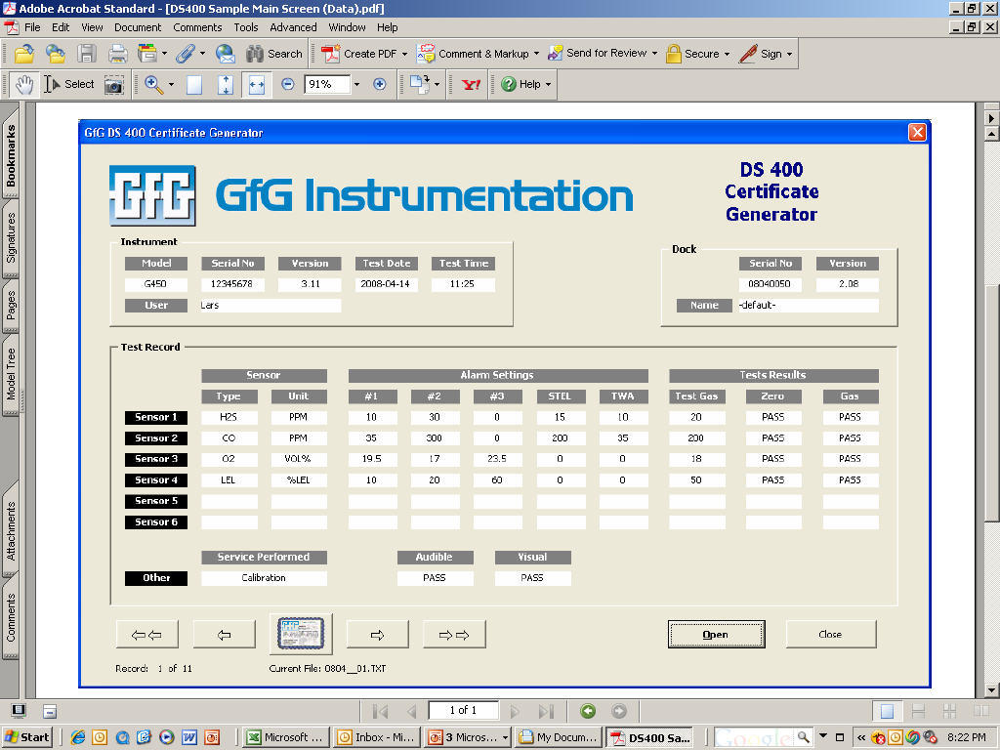 Adobe Acrobat Standard - [DS400 Sample Main Screen (Data).pdf]
File Edit View Document Comments Tools Advanced Window Help
Search Create PDF Comment & Markup Send for Review Secure Sign
Select 91% Y! Help
Bookmarks
Signatures
Pages
Model Tree
Attachments
Comments
GfG DS 400 Certificate Generator
GfG GfG Instrumentation
DS 400
Certificate
Generator
Instrument
Model Serial No Version Test Date Test Time
G450 12345678 3.11 2008-04-14 11:25
User Lars
Dock
Serial No Version
08040050 2.08
Name -default-
Test Record
Sensor Alarm Settings Tests Results
Type Unit #1 #2 #3 STEL TWA Test Gas Zero Gas
Sensor 1 H2S PPM 10 30 0 15 10 20 PASS PASS
Sensor 2 CO PPM 35 300 0 200 35 200 PASS PASS
Sensor 3 O2 VOL% 19.5 17 23.5 0 0 18 PASS PASS
Sensor 4 LEL %LEL 10 20 60 0 0 50 PASS PASS
Sensor 5
Sensor 6
Service Performed Audible Visual
Other Calibration PASS PASS
Open Close
Record: 1 of 11 Current File: 0804__01.TXT
1 of 1
Start Microsoft ... Inbox - Mi... 3 Micros... My Docum... DS400 Sa... Google 8:22 PM